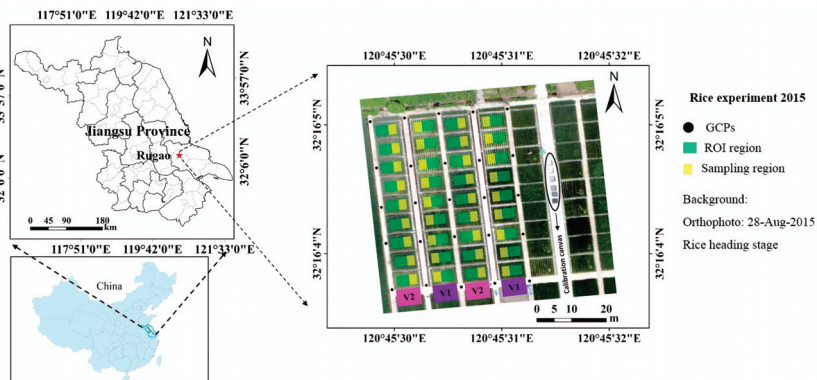 117°51'0"E 119°42'0"E 121°33'0"E
N
33°57'0"N
32°6'0"N
Jiangsu Province
Rugao
0 45 90 180
km
117°51'0"E 119°42'0"E 121°33'0"E
China
120°45'30"E 120°45'31"E 120°45'32"E
N
32°16'5"N
32°16'4"N
32°16'5"N
32°16'4"N
Calibration canvas
V2 V1 V2 V1
0 5 10 20
m
120°45'30"E 120°45'31"E 120°45'32"E
Rice experiment 2015
GCPs
ROI region
Sampling region
Background:
Orthophoto: 28-Aug-2015
Rice heading stage